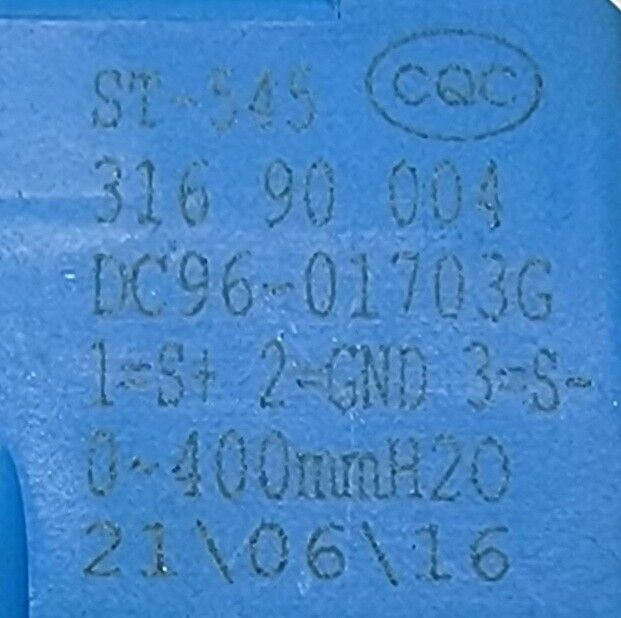 ST-545 CQC
316 90 004
DC96-01703G
1=S+ 2=GND 3=S-
0~400mmH2O
21\06\16